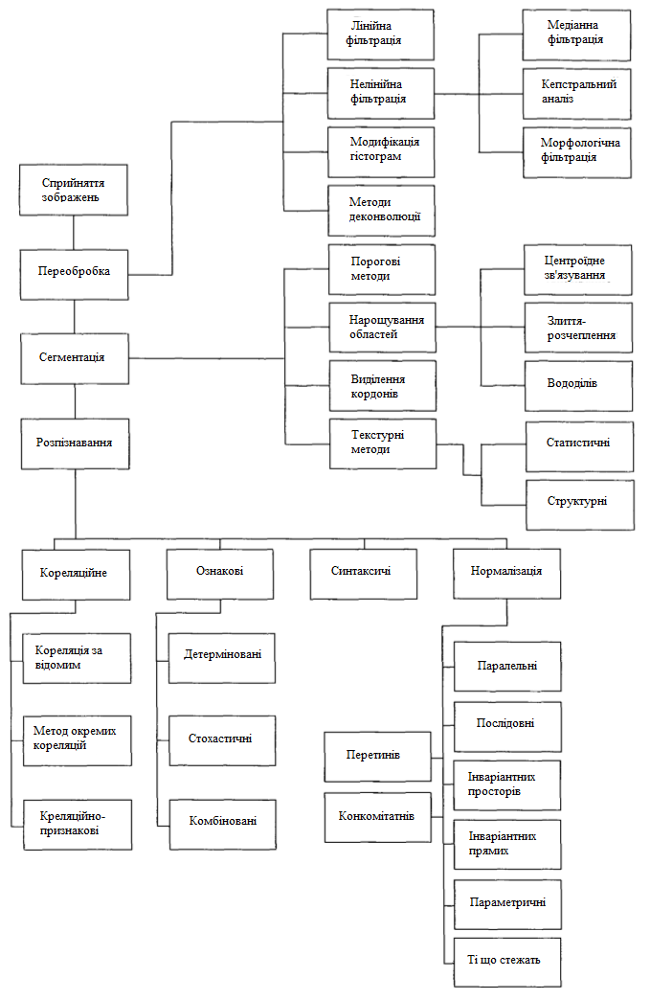 Лінійна
фільтрація
Медіанна
фільтрація
Нелінійна
фільтрація
Кепстральний
аналіз
Модифікація
гістограм
Морфологічна
фільтрація
Сприйняття
зображень
Методи
деконволюції
Переобробка
Порогові
методи
Центроїдне
зв'язування
Нарощування
областей
Злиття-
розчеплення
Сегментація
Виділення
кордонів
Вододілів
Розпізнавання
Текстурні
методи
Статистичні
Структурні
Кореляційне
Ознакові
Синтаксичі
Нормалізація
Кореляція за
відомим
Детерміновані
Паралельні
Метод окремих
кореляцій
Стохастичні
Послідовні
Перетинів
Інваріантних
просторів
Конкомітатнів
Креляційно-
признакові
Комбіновані
Інваріантних
прямих
Параметричні
Ті що стежать